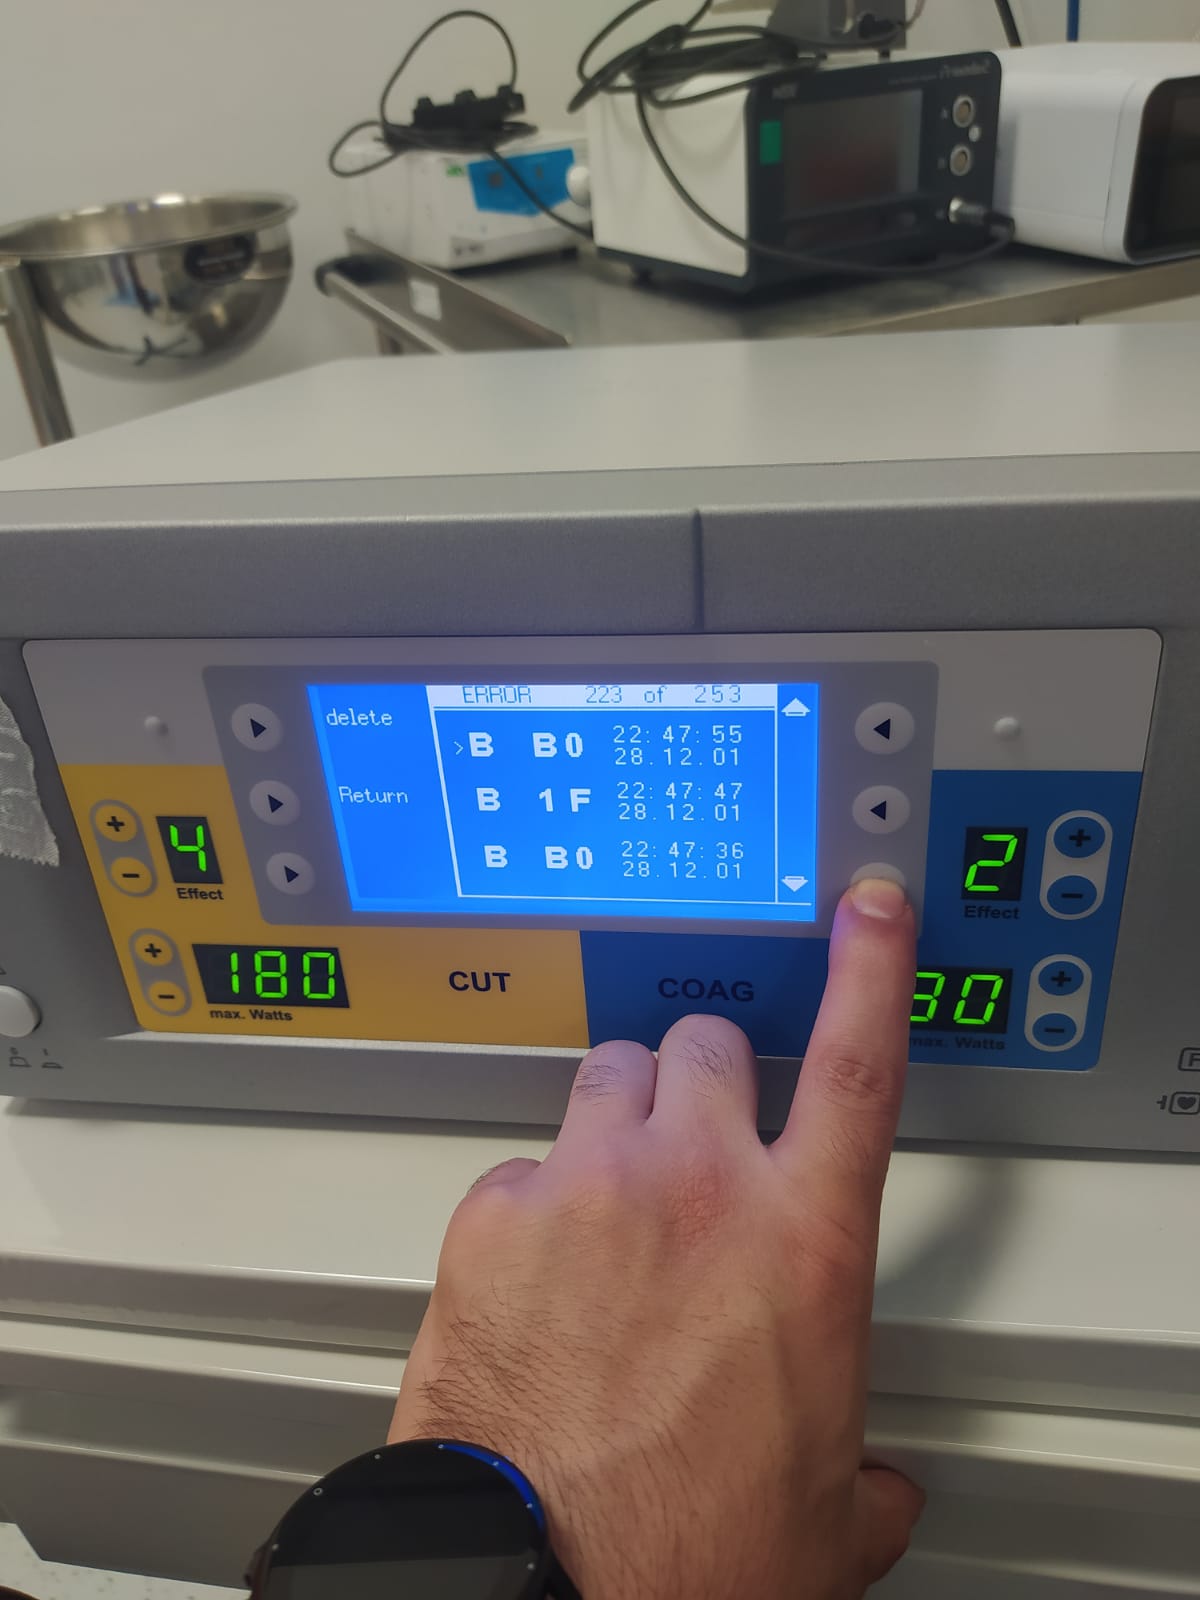 ERROR 223 of 253
delete
>B B0 22:47:55
28.12.01
Return
B 1F 22:47:47
28.12.01
B B0 22:47:36
28.12.01
+
-
4
Effect
+
-
180
max. Watts
CUT
COAG
2
Effect
+
-
30
max. Watts
+
-
F